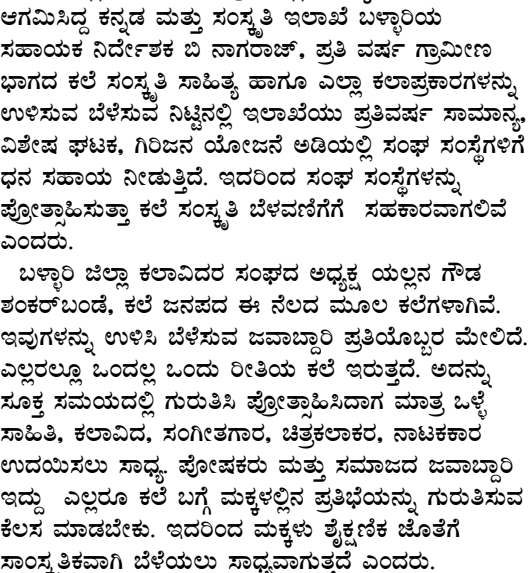 ಆಗಮಿಸಿದ್ದ ಕನ್ನಡ ಮತ್ತು ಸಂಸ್ಕೃತಿ ಇಲಾಖೆ ಬಳ್ಳಾರಿಯ
ಸಹಾಯಕ ನಿರ್ದೇಶಕ ಬಿ ನಾಗರಾಜ್, ಪ್ರತಿ ವರ್ಷ ಗ್ರಾಮೀಣ
ಭಾಗದ ಕಲೆ ಸಂಸ್ಕೃತಿ ಸಾಹಿತ್ಯ ಹಾಗೂ ಎಲ್ಲಾ ಕಲಾಪ್ರಕಾರಗಳನ್ನು
ಉಳಿಸುವ ಬೆಳೆಸುವ ನಿಟ್ಟಿನಲ್ಲಿ ಇಲಾಖೆಯು ಪ್ರತಿವರ್ಷ ಸಾಮಾನ್ಯ,
ವಿಶೇಷ ಘಟಕ, ಗಿರಿಜನ ಯೋಜನೆ ಅಡಿಯಲ್ಲಿ ಸಂಘ ಸಂಸ್ಥೆಗಳಿಗೆ
ಧನ ಸಹಾಯ ನೀಡುತ್ತಿದೆ. ಇದರಿಂದ ಸಂಘ ಸಂಸ್ಥೆಗಳನ್ನು
ಪ್ರೋತ್ಸಾಹಿಸುತ್ತಾ ಕಲೆ ಸಂಸ್ಕೃತಿ ಬೆಳವಣಿಗೆಗೆ ಸಹಕಾರವಾಗಲಿವೆ
ಎಂದರು.
ಬಳ್ಳಾರಿ ಜಿಲ್ಲಾ ಕಲಾವಿದರ ಸಂಘದ ಅಧ್ಯಕ್ಷ ಯಲ್ಲನ ಗೌಡ
ಶಂಕರ್‌ಬಂಡೆ, ಕಲೆ ಜನಪದ ಈ ನೆಲದ ಮೂಲ ಕಲೆಗಳಾಗಿವೆ.
ಇವುಗಳನ್ನು ಉಳಿಸಿ ಬೆಳೆಸುವ ಜವಾಬ್ದಾರಿ ಪ್ರತಿಯೊಬ್ಬರ ಮೇಲಿದೆ.
ಎಲ್ಲರಲ್ಲೂ ಒಂದಲ್ಲ ಒಂದು ರೀತಿಯ ಕಲೆ ಇರುತ್ತದೆ. ಅದನ್ನು
ಸೂಕ್ತ ಸಮಯದಲ್ಲಿ ಗುರುತಿಸಿ ಪ್ರೋತ್ಸಾಹಿಸಿದಾಗ ಮಾತ್ರ ಒಳ್ಳೆ
ಸಾಹಿತಿ, ಕಲಾವಿದ, ಸಂಗೀತಗಾರ, ಚಿತ್ರಕಲಾಕರ, ನಾಟಕಕಾರ
ಉದಯಿಸಲು ಸಾಧ್ಯ. ಪೋಷಕರು ಮತ್ತು ಸಮಾಜದ ಜವಾಬ್ದಾರಿ
ಇದ್ದು ಎಲ್ಲರೂ ಕಲೆ ಬಗ್ಗೆ ಮಕ್ಕಳಲ್ಲಿನ ಪ್ರತಿಭೆಯನ್ನು ಗುರುತಿಸುವ
ಕೆಲಸ ಮಾಡಬೇಕು. ಇದರಿಂದ ಮಕ್ಕಳು ಶೈಕ್ಷಣಿಕ ಜೊತೆಗೆ
ಸಾಂಸ್ಕೃತಿಕವಾಗಿ ಬೆಳೆಯಲು ಸಾಧ್ಯವಾಗುತ್ತದೆ ಎಂದರು.